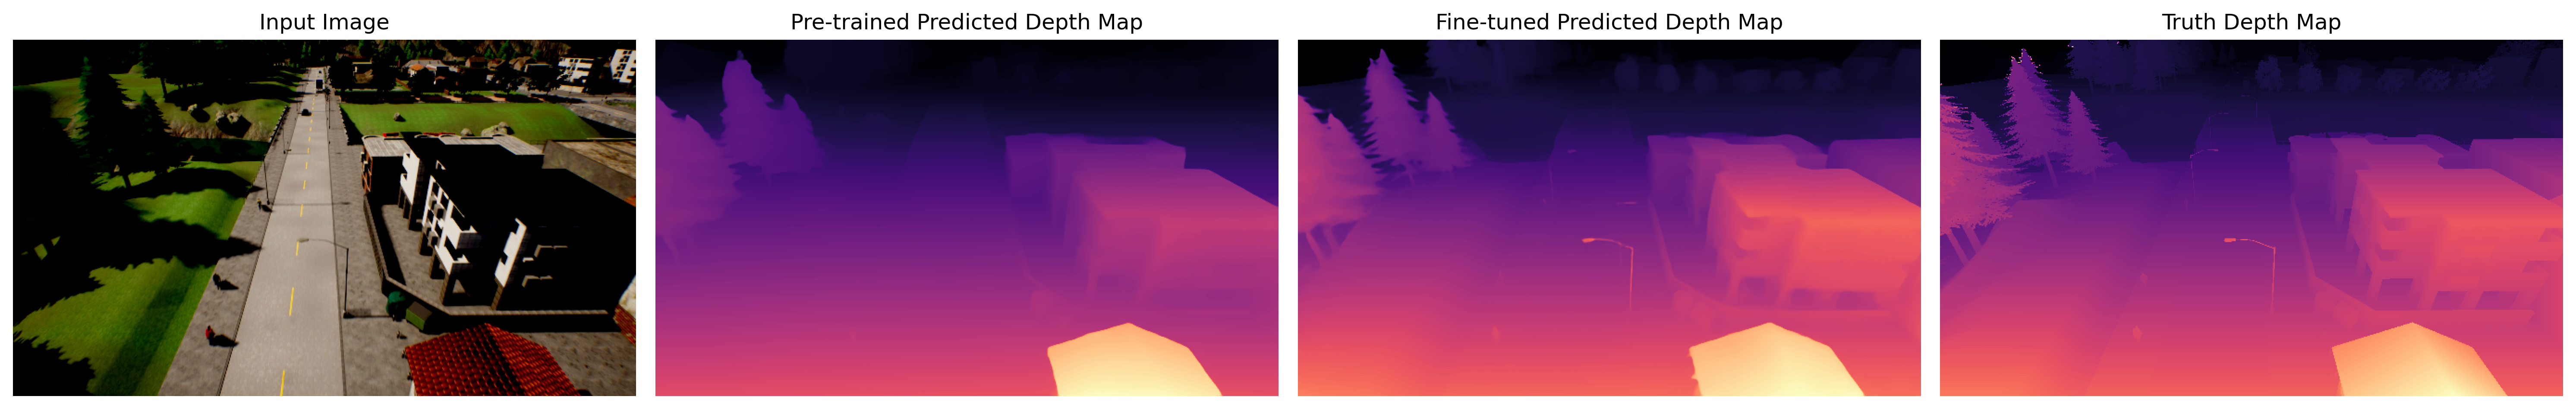 Input Image
Pre-trained Predicted Depth Map
Fine-tuned Predicted Depth Map
Truth Depth Map